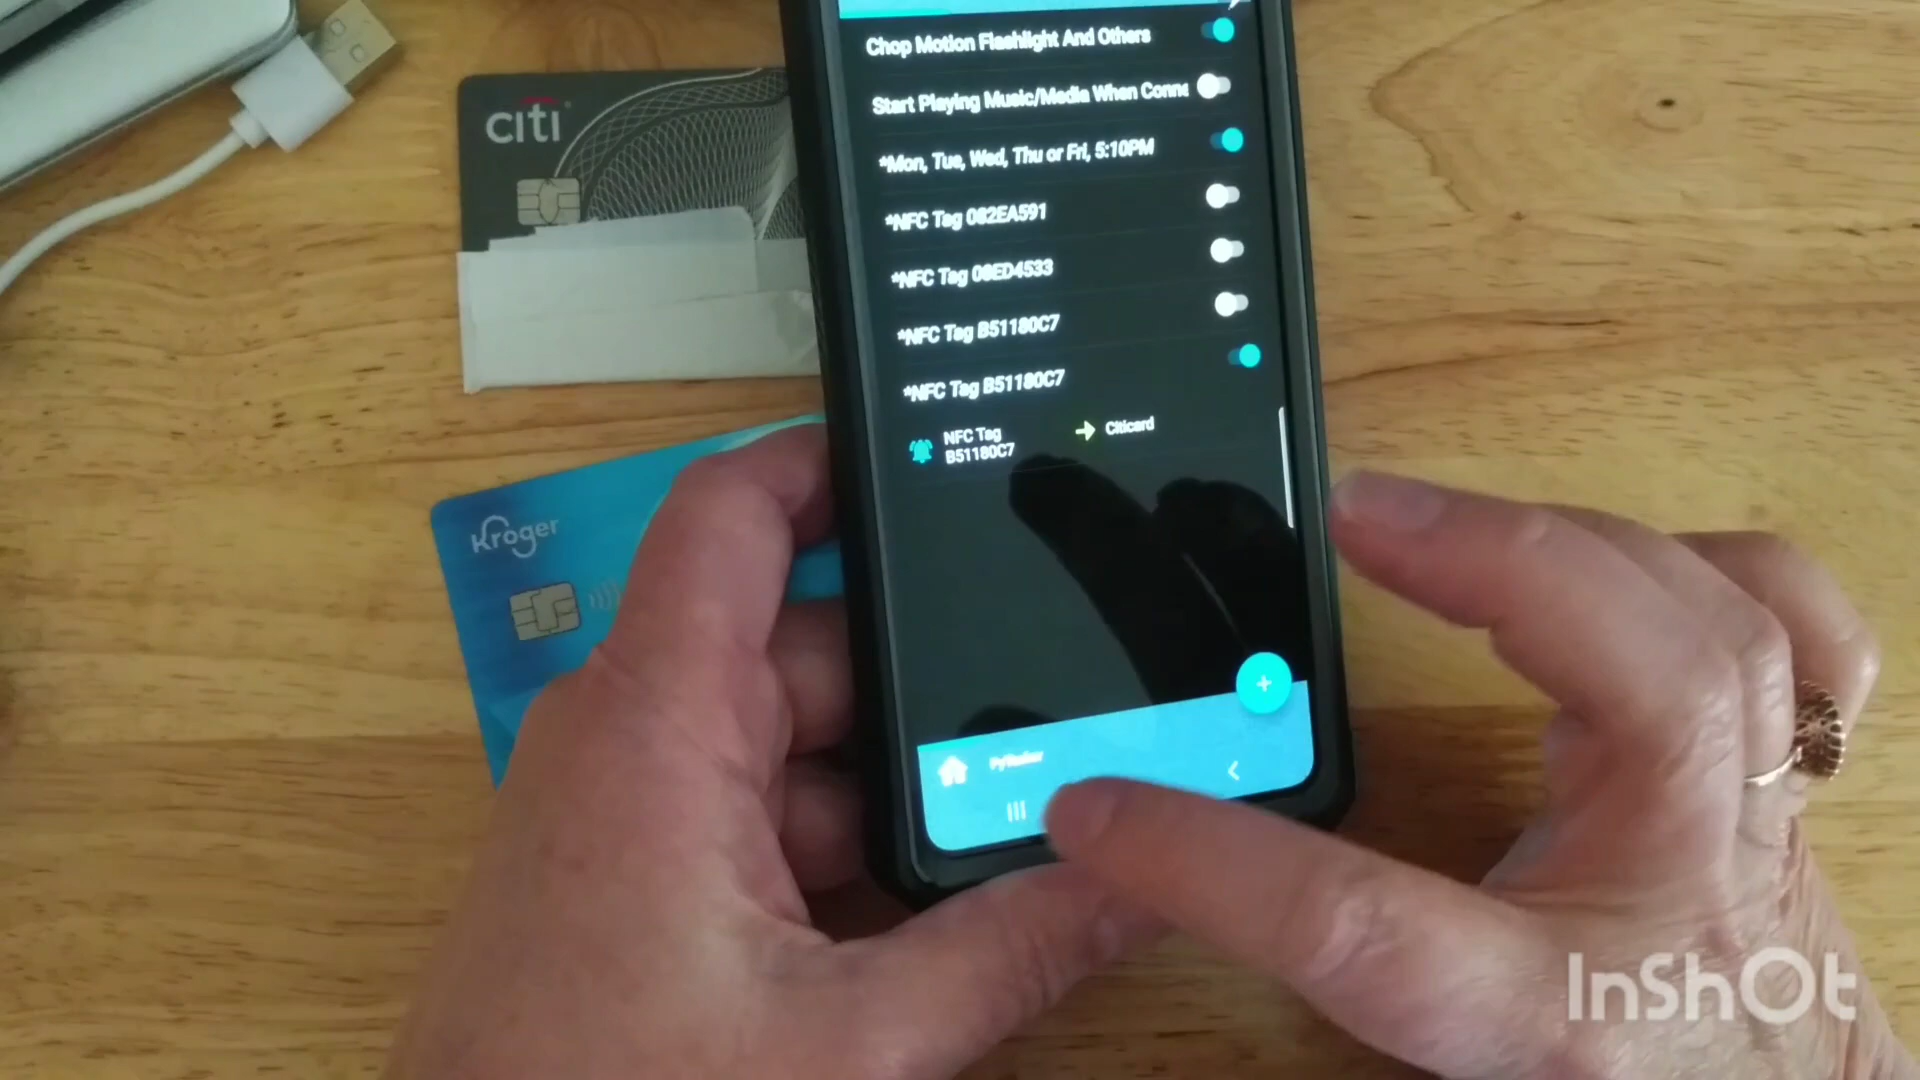 citi
Chop Motion Flashlight And Others
Start Playing Music/Media When Conne
*Mon, Tue, Wed, Thu or Fri, 5:10PM
*NFC Tag 082EA591
*NFC Tag 08ED4533
*NFC Tag B51180C7
*NFC Tag B51180C7
NFC Tag
B51180C7
Citicard
Kroger
InShOt